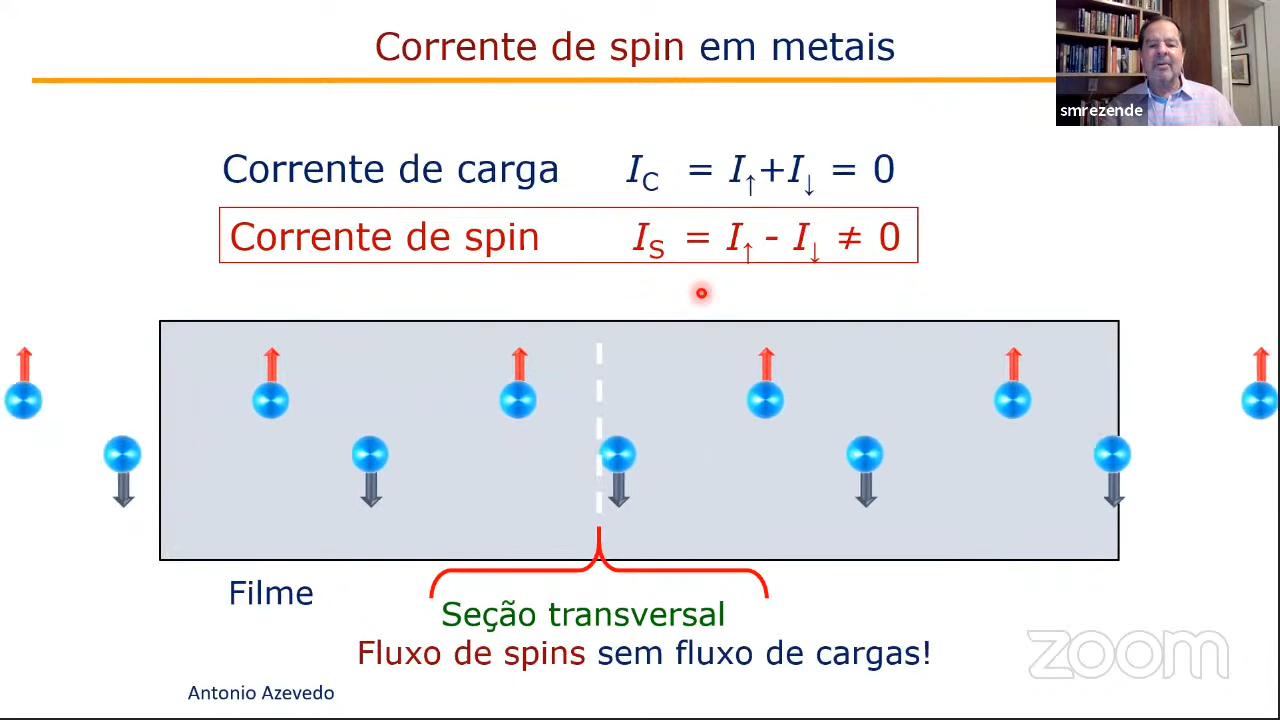 Corrente de spin em metais
smrezende
Corrente de carga I_C = I_↑+I_↓ = 0
Corrente de spin I_S = I_↑ - I_↓ ≠ 0
Filme
Seção transversal
Fluxo de spins sem fluxo de cargas!
zoom
Antonio Azevedo